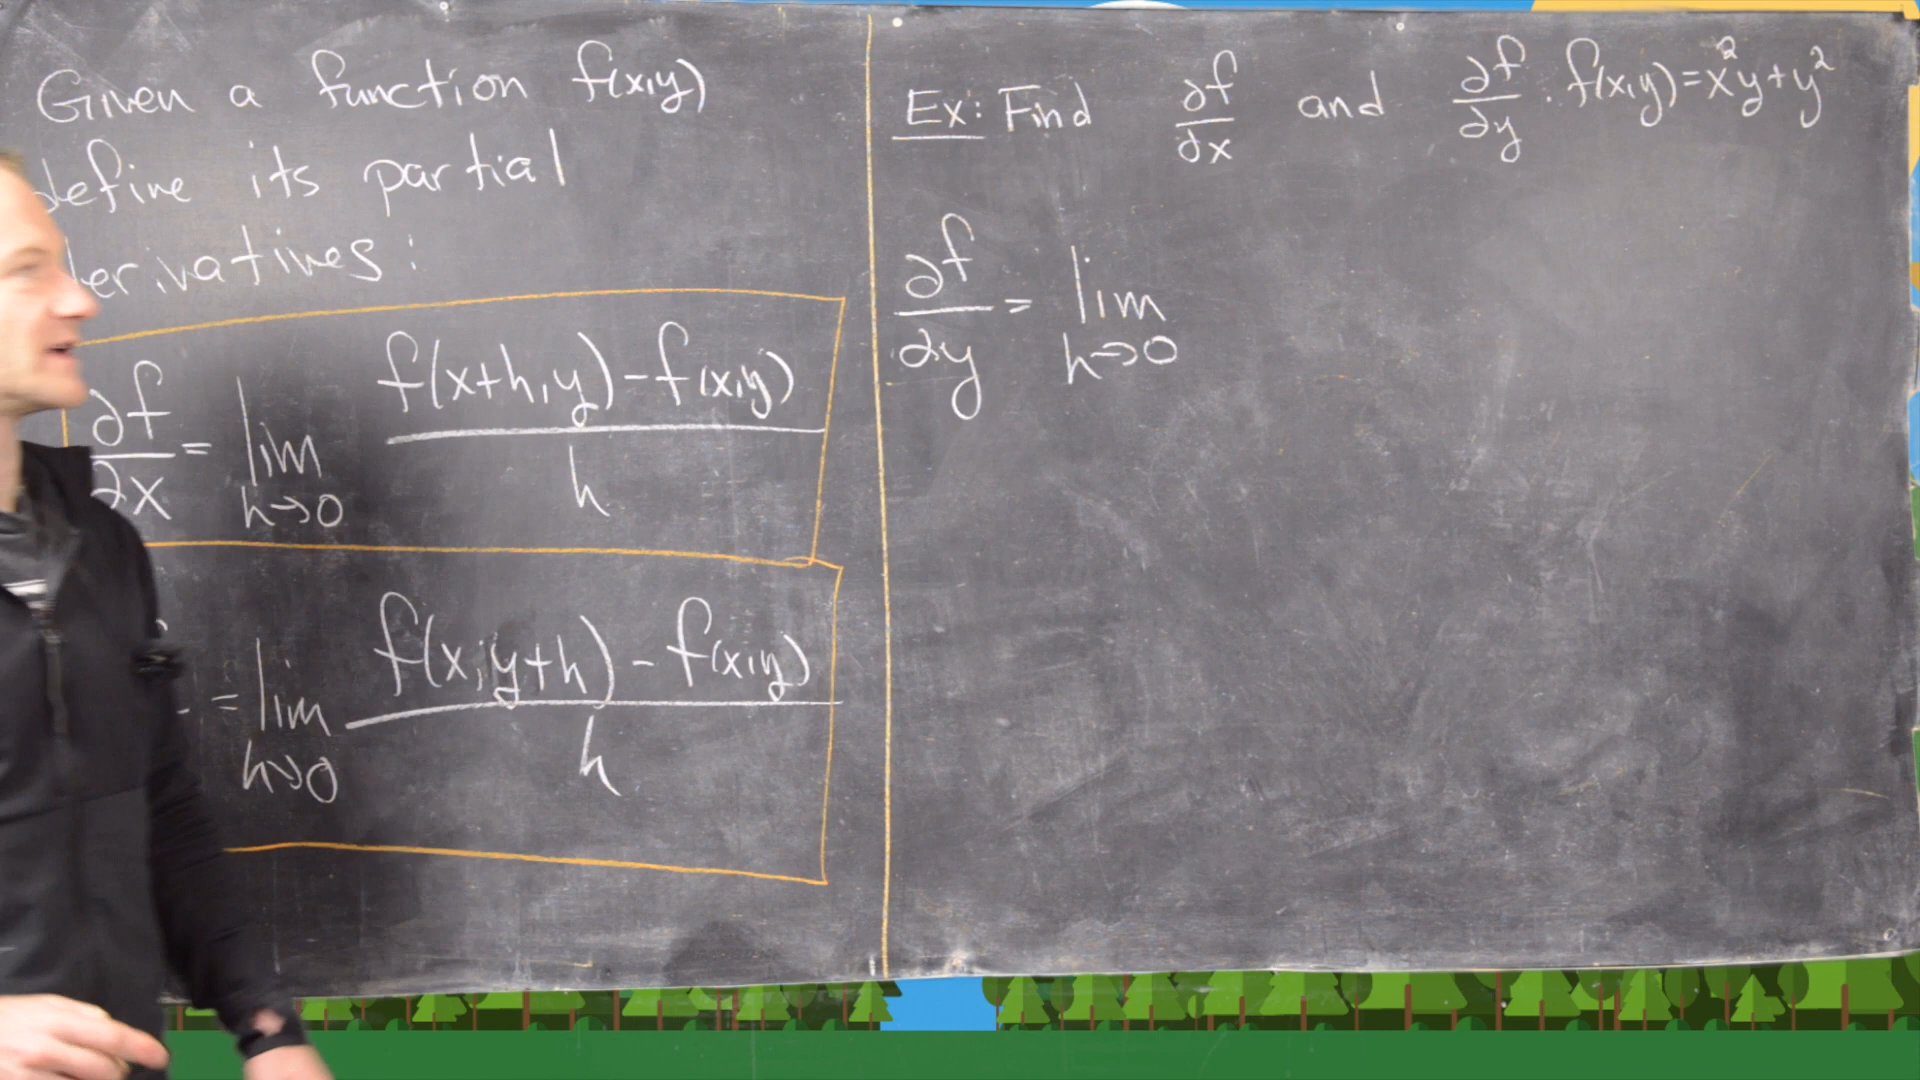 Given a function f(x,y)
define its partial
derivatives:
∂f/∂x = lim h→0 (f(x+h,y)-f(x,y))/h
= lim h→0 (f(x,y+h)-f(x,y))/h
Ex: Find ∂f/∂x and ∂f/∂y. f(x,y)=x²y+y²
∂f/∂y = lim h→0